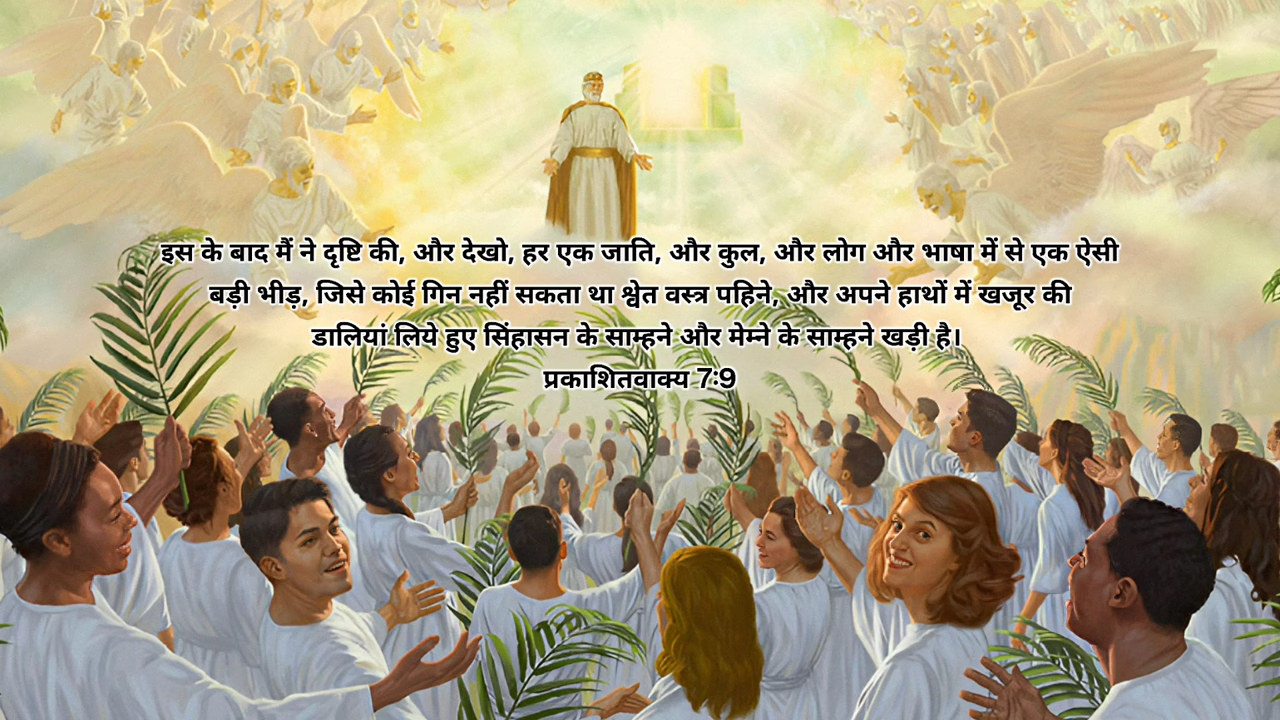 इस के बाद मैं ने दृष्टि की, और देखो, हर एक जाति, और कुल, और लोग और भाषा में से एक ऐसी
बड़ी भीड़, जिसे कोई गिन नहीं सकता था श्वेत वस्त्र पहिने, और अपने हाथों में खजूर की
डालियां लिये हुए सिंहासन के साम्हने और मेम्ने के साम्हने खड़ी है।
प्रकाशितवाक्य 7:9